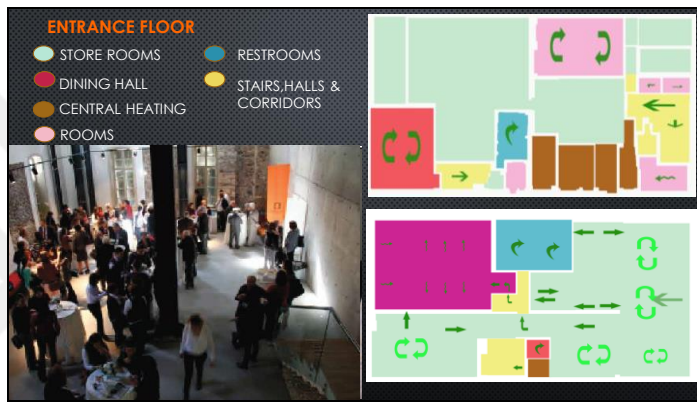 ENTRANCE FLOOR
STORE ROOMS
DINING HALL
CENTRAL HEATING
ROOMS
RESTROOMS
STAIRS,HALLS &
CORRIDORS